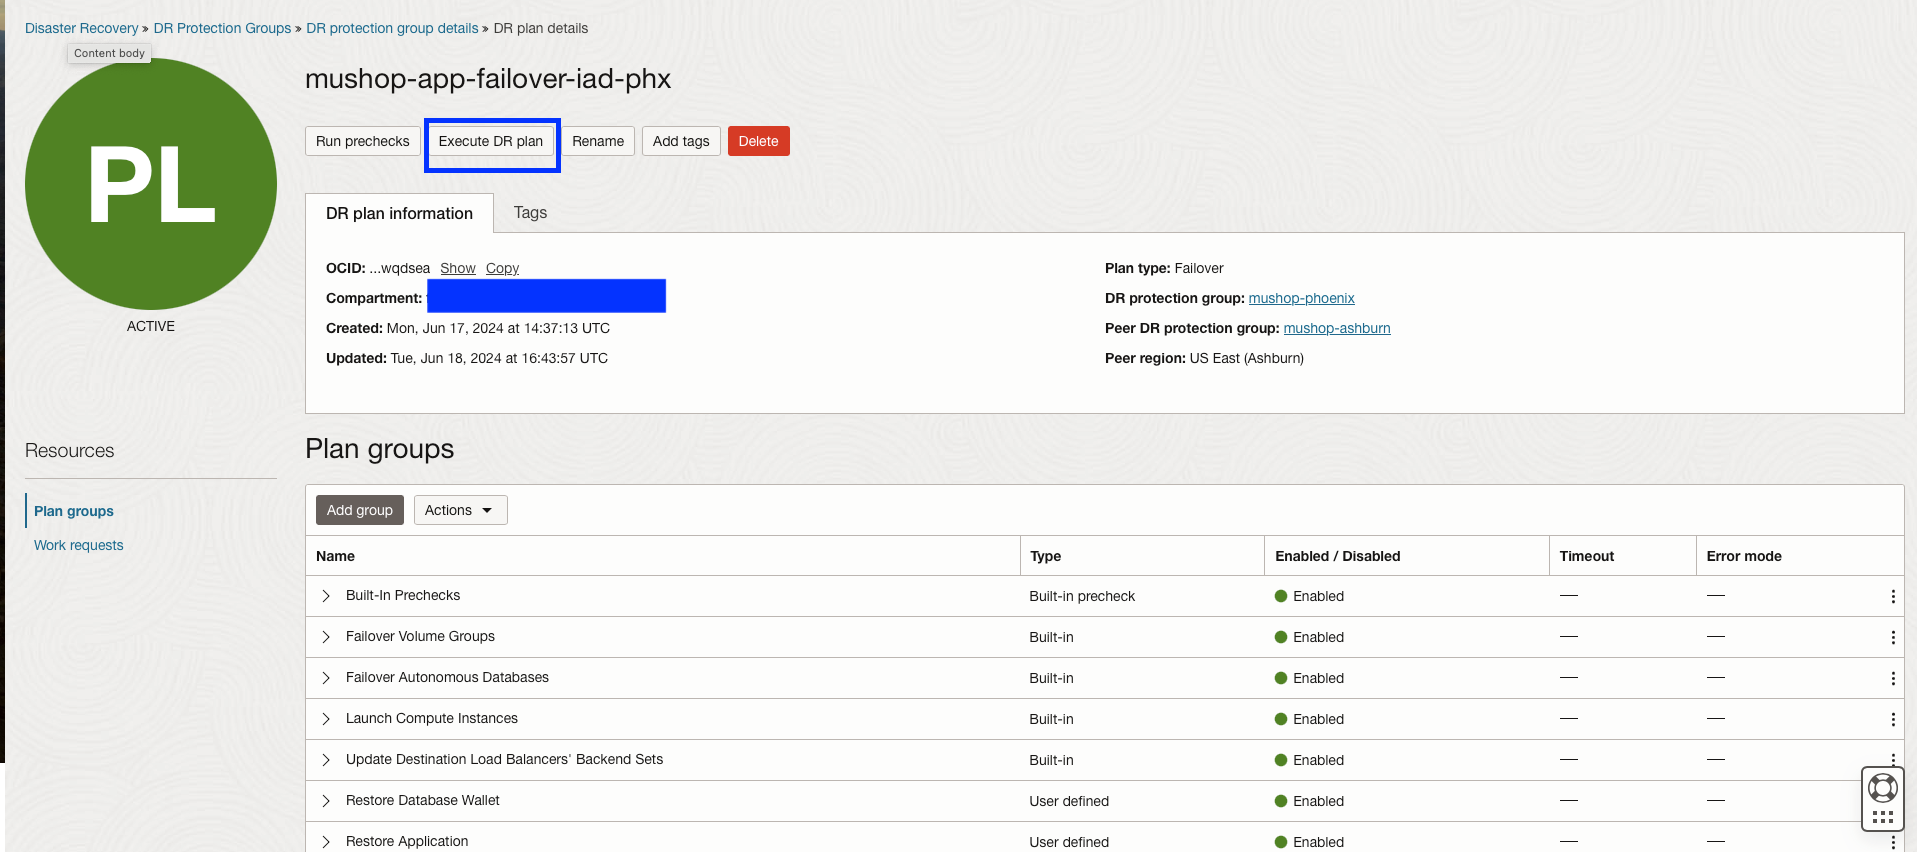 Disaster Recovery » DR Protection Groups » DR protection group details » DR plan details
Content body
PL
ACTIVE
mushop-app-failover-iad-phx
Run prechecks Execute DR plan Rename Add tags Delete
DR plan information Tags
OCID: ...wqdsea Show Copy
Compartment:
Created: Mon, Jun 17, 2024 at 14:37:13 UTC
Updated: Tue, Jun 18, 2024 at 16:43:57 UTC
Plan type: Failover
DR protection group: mushop-phoenix
Peer DR protection group: mushop-ashburn
Peer region: US East (Ashburn)
Resources
Plan groups
Work requests
Plan groups
Add group Actions
Name Type Enabled / Disabled Timeout Error mode
Built-In Prechecks Built-in precheck Enabled — —
Failover Volume Groups Built-in Enabled — —
Failover Autonomous Databases Built-in Enabled — —
Launch Compute Instances Built-in Enabled — —
Update Destination Load Balancers' Backend Sets Built-in Enabled — —
Restore Database Wallet User defined Enabled — —
Restore Application User defined Enabled — —